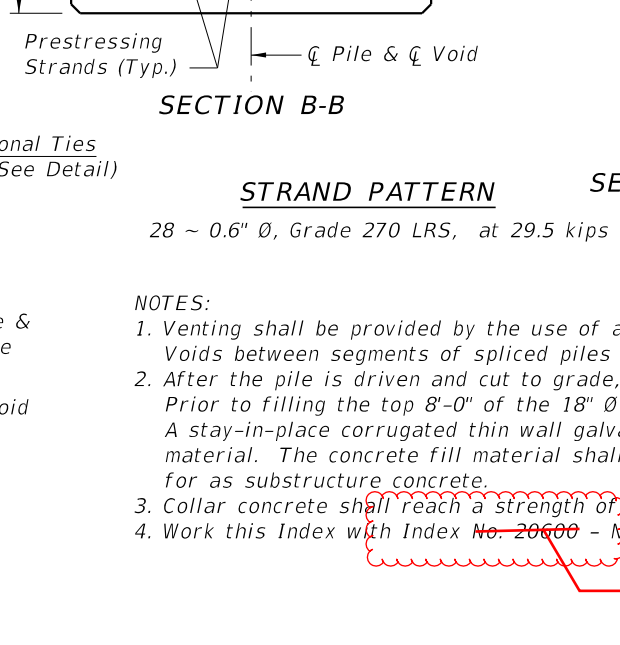 Prestressing
Strands (Typ.)
℄ Pile & ℄ Void
SECTION B-B
onal Ties
See Detail)
STRAND PATTERN
SE
28 ~ 0.6" Ø, Grade 270 LRS, at 29.5 kips
NOTES:
e &
1. Venting shall be provided by the use of a
e
Voids between segments of spliced piles
2. After the pile is driven and cut to grade,
oid
Prior to filling the top 8'-0" of the 18" Ø
A stay-in-place corrugated thin wall galva
material. The concrete fill material shall
for as substructure concrete.
3. Collar concrete shall reach a strength of
4. Work this Index with Index No. 20600 – N